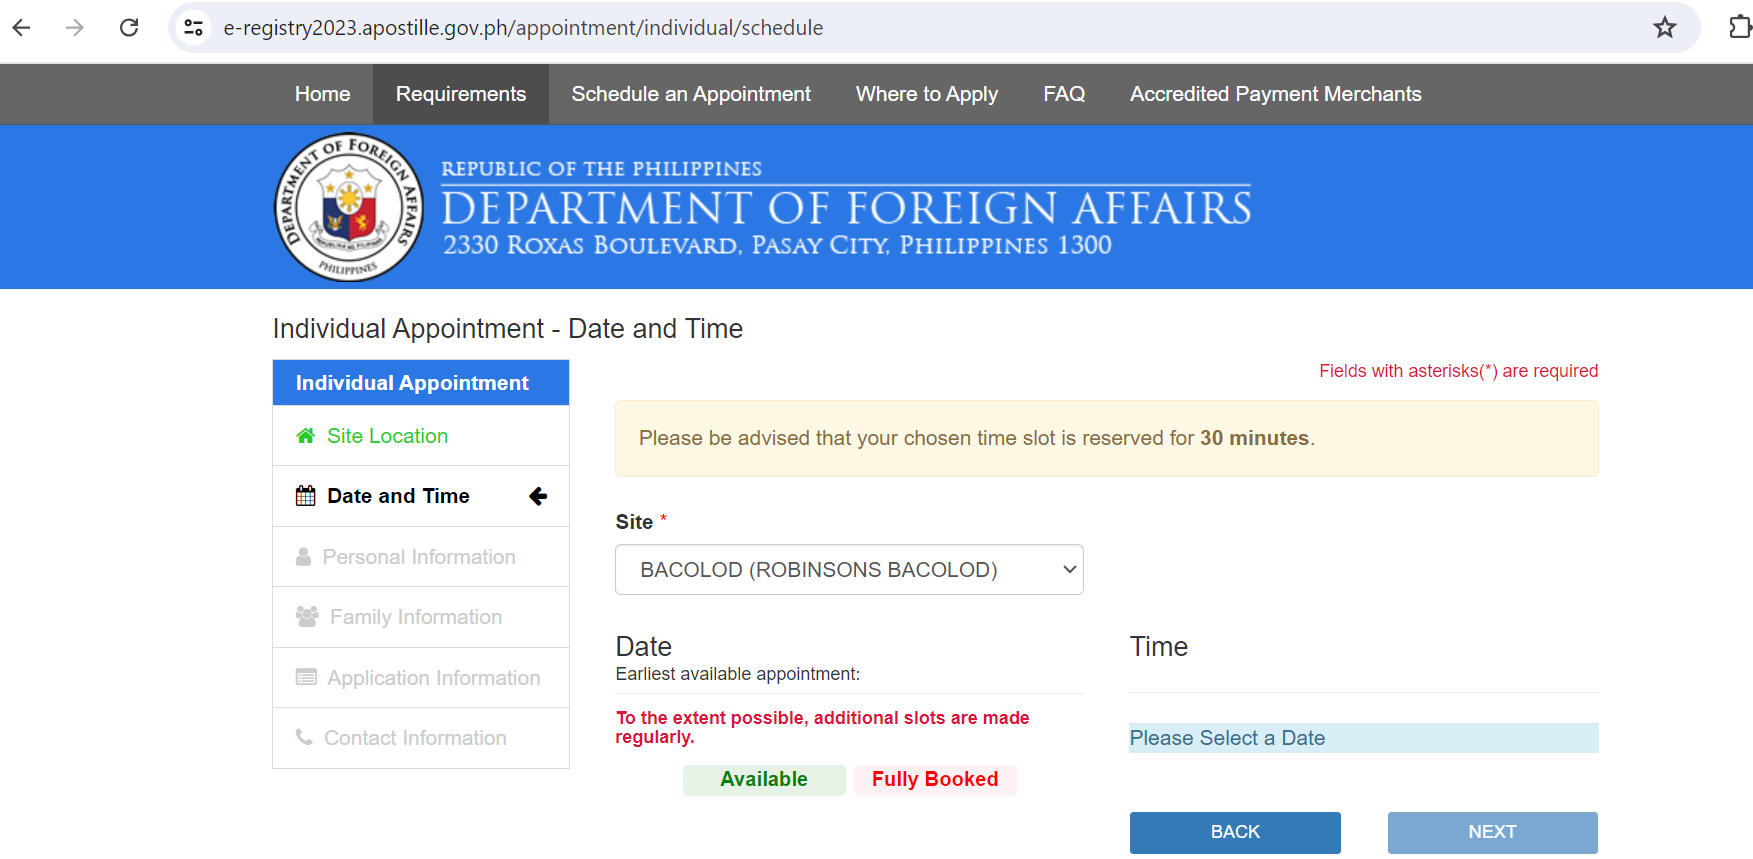 e-registry2023.apostille.gov.ph/appointment/individual/schedule
Home Requirements Schedule an Appointment Where to Apply FAQ Accredited Payment Merchants
DEPARTMENT OF FOREIGN AFFAIRS
REPUBLIKA NG PILIPINAS
PHILIPPINES
REPUBLIC OF THE PHILIPPINES
DEPARTMENT OF FOREIGN AFFAIRS
2330 ROXAS BOULEVARD, PASAY CITY, PHILIPPINES 1300
Individual Appointment - Date and Time
Individual Appointment
Site Location
Date and Time
Personal Information
Family Information
Application Information
Contact Information
Fields with asterisks(*) are required
Please be advised that your chosen time slot is reserved for 30 minutes.
Site *
BACOLOD (ROBINSONS BACOLOD)
Date
Earliest available appointment:
To the extent possible, additional slots are made
regularly.
Available Fully Booked
Time
Please Select a Date
BACK NEXT